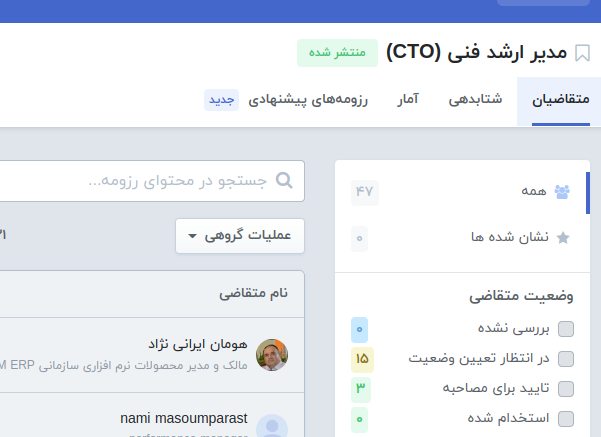 مدیر ارشد فنی (CTO) منتشر شده
متقاضیان شتابدهی آمار رزومه‌های پیشنهادی جدید
همه ۴۷
نشان شده ها ۰
وضعیت متقاضی
بررسی نشده ۰
در انتظار تعیین وضعیت ۱۵
تایید برای مصاحبه ۳
استخدام شده ۰
جستجو در محتوای رزومه...
عملیات گروهی
نام متقاضی
هومان ایرانی نژاد
مالک و مدیر محصولات نرم افزاری سازمانی M ERP
nami masoumparast